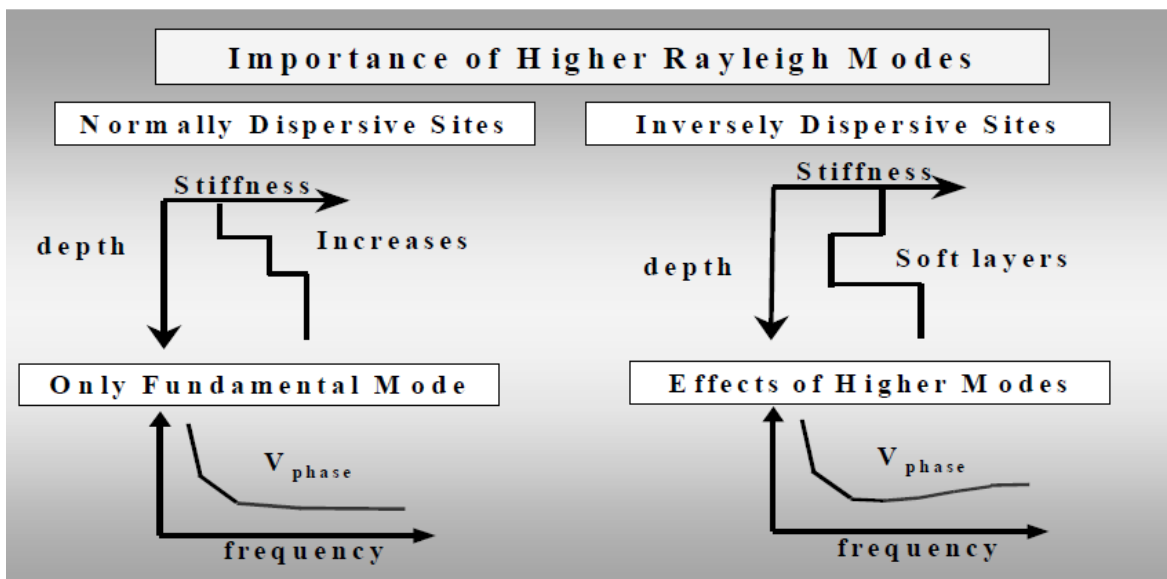 Importance of Higher Rayleigh Modes
Normally Dispersive Sites
Stiffness
depth
Increases
Only Fundamental Mode
V phase
frequency
Inversely Dispersive Sites
Stiffness
depth
Soft layers
Effects of Higher Modes
V phase
frequency